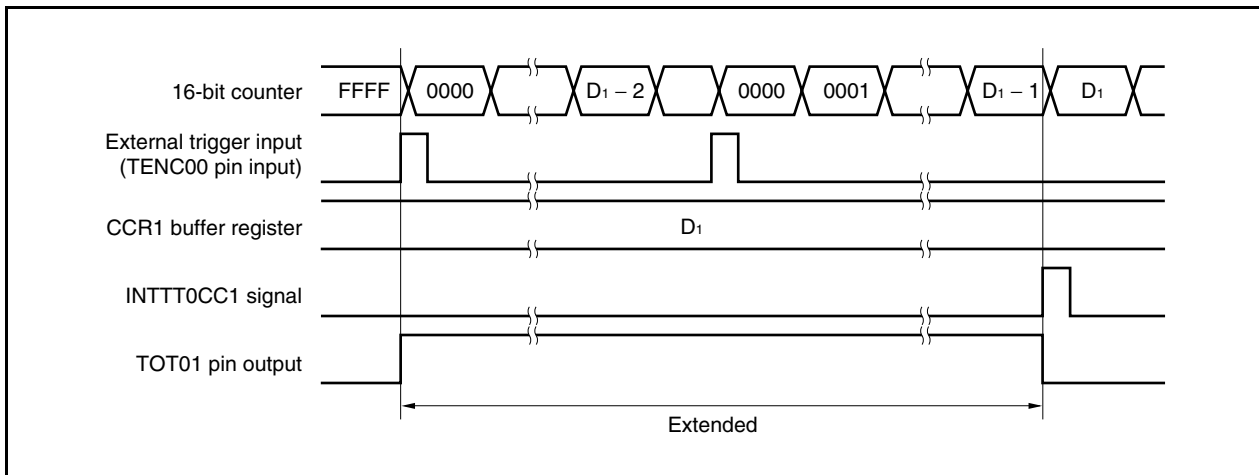 16-bit counter FFFF 0000 D1 − 2 0000 0001 D1 − 1 D1
External trigger input
(TENC00 pin input)
CCR1 buffer register D1
INTTT0CC1 signal
TOT01 pin output
Extended